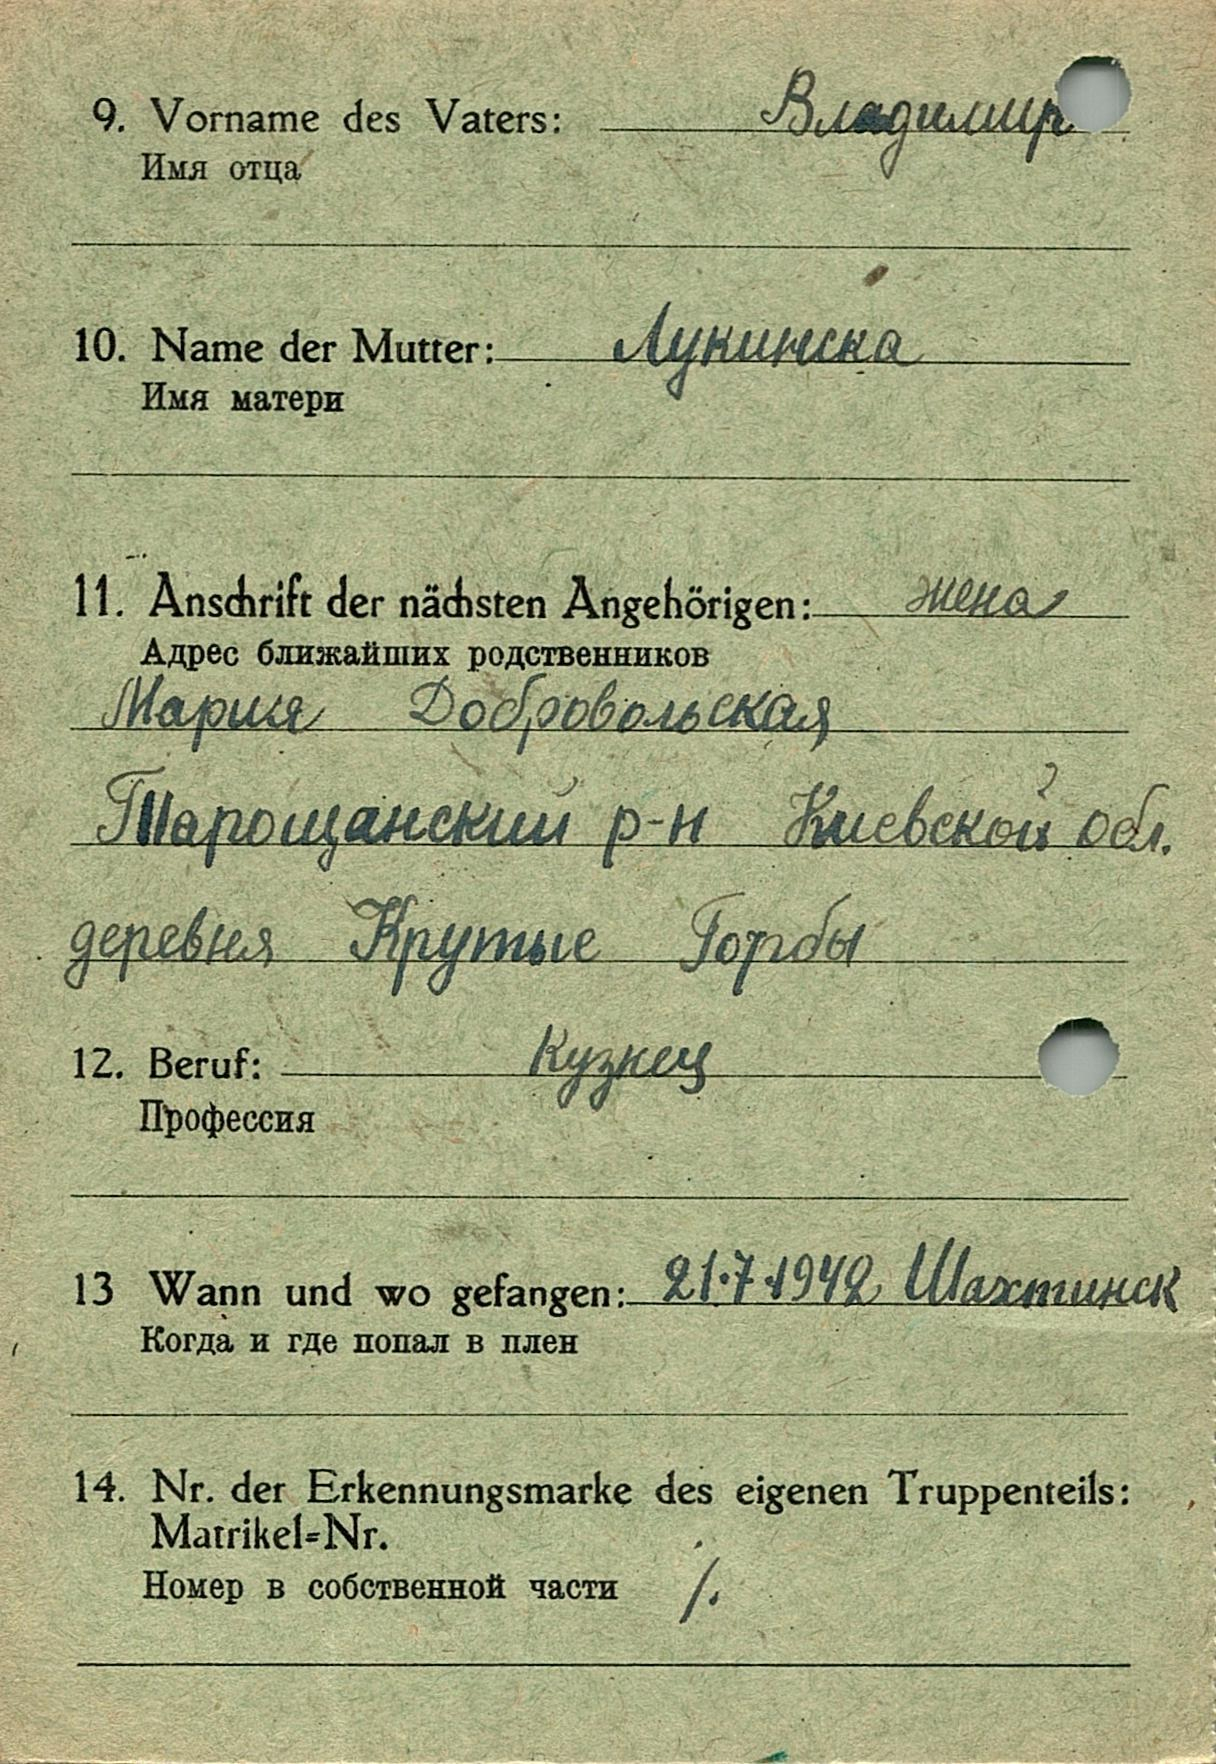 9. Vorname des Vaters: Владимир
Имя отца
10. Name der Mutter: Лукинска
Имя матери
11. Anschrift der nächsten Angehörigen: жена
Адрес ближайших родственников
Мария Добровольская
Тарощанский р-н Киевской обл.
деревня Крутые Горбы
12. Beruf: Кузнец
Профессия
13 Wann und wo gefangen: 21.7.1942 Шахтинск
Когда и где попал в плен
14. Nr. der Erkennungsmarke des eigenen Truppenteils:
Matrikel=Nr.
Номер в собственной части /.